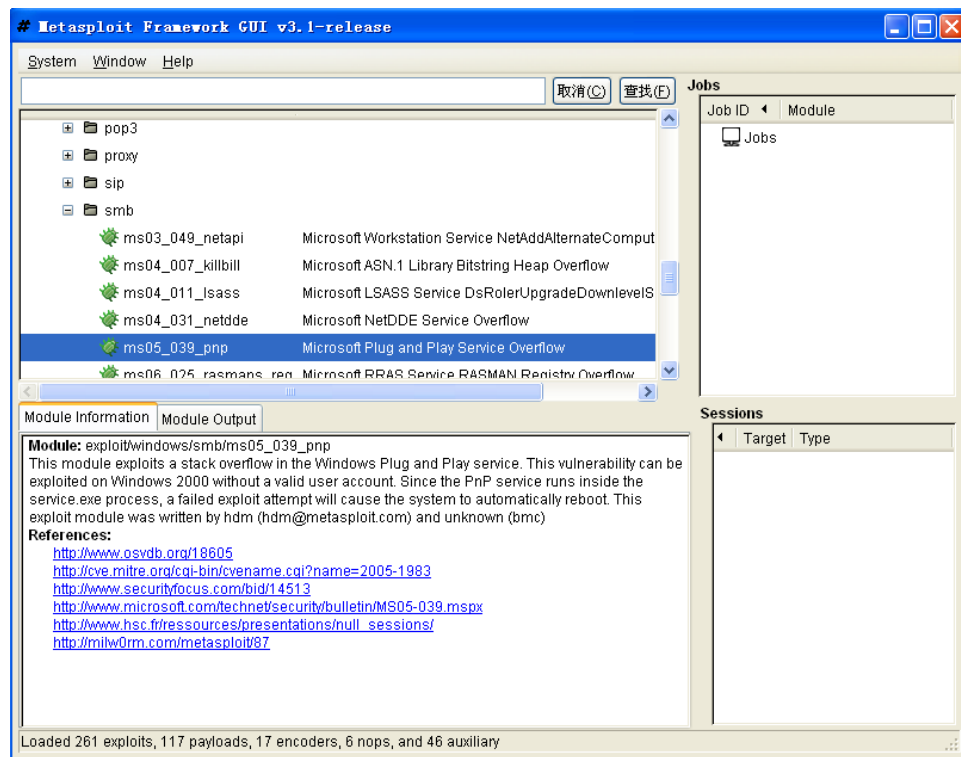 # Metasploit Framework GUI v3.1-release
System Window Help
取消(C) 查找(F)
pop3
proxy
sip
smb
ms03_049_netapi Microsoft Workstation Service NetAddAlternateComput
ms04_007_killbill Microsoft ASN.1 Library Bitstring Heap Overflow
ms04_011_lsass Microsoft LSASS Service DsRolerUpgradeDownlevelS
ms04_031_netdde Microsoft NetDDE Service Overflow
ms05_039_pnp Microsoft Plug and Play Service Overflow
ms06_025_rasmans_reg Microsoft RRAS Service RASMAN Registry Overflow
Jobs
Job ID Module
Jobs
Module Information Module Output
Module: exploit/windows/smb/ms05_039_pnp
This module exploits a stack overflow in the Windows Plug and Play service. This vulnerability can be
exploited on Windows 2000 without a valid user account. Since the PnP service runs inside the
service.exe process, a failed exploit attempt will cause the system to automatically reboot. This
exploit module was written by hdm (hdm@metasploit.com) and unknown (bmc)
References:
http://www.osvdb.org/18605
http://cve.mitre.org/cgi-bin/cvename.cgi?name=2005-1983
http://www.securityfocus.com/bid/14513
http://www.microsoft.com/technet/security/bulletin/MS05-039.mspx
http://www.hsc.fr/ressources/presentations/null_sessions/
http://milw0rm.com/metasploit/87
Sessions
Target Type
Loaded 261 exploits, 117 payloads, 17 encoders, 6 nops, and 46 auxiliary